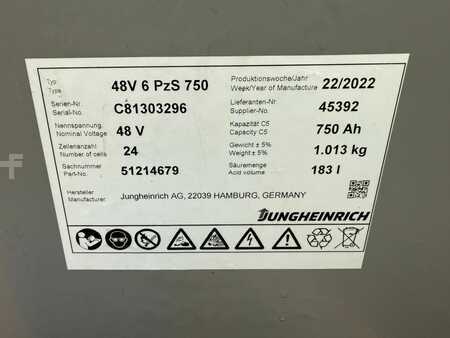 Typ
Type
48V 6 PzS 750
Produktionswoche/Jahr
Week/Year of Manufacture
22/2022
Serien-Nr.
Serial-No.
C81303296
Lieferanten-Nr.
Supplier-No.
45392
Nennspannung
Nominal Voltage
48 V
Kapazität C5
Capacity C5
750 Ah
Zellenanzahl
Number of cells
24
Gewicht ± 5%
Weight ± 5%
1.013 kg
Sachnummer
Part-No.
51214679
Säuremenge
Acid volume
183 l
Hersteller
Manufacturer
Jungheinrich AG, 22039 HAMBURG, GERMANY
JUNGHEINRICH